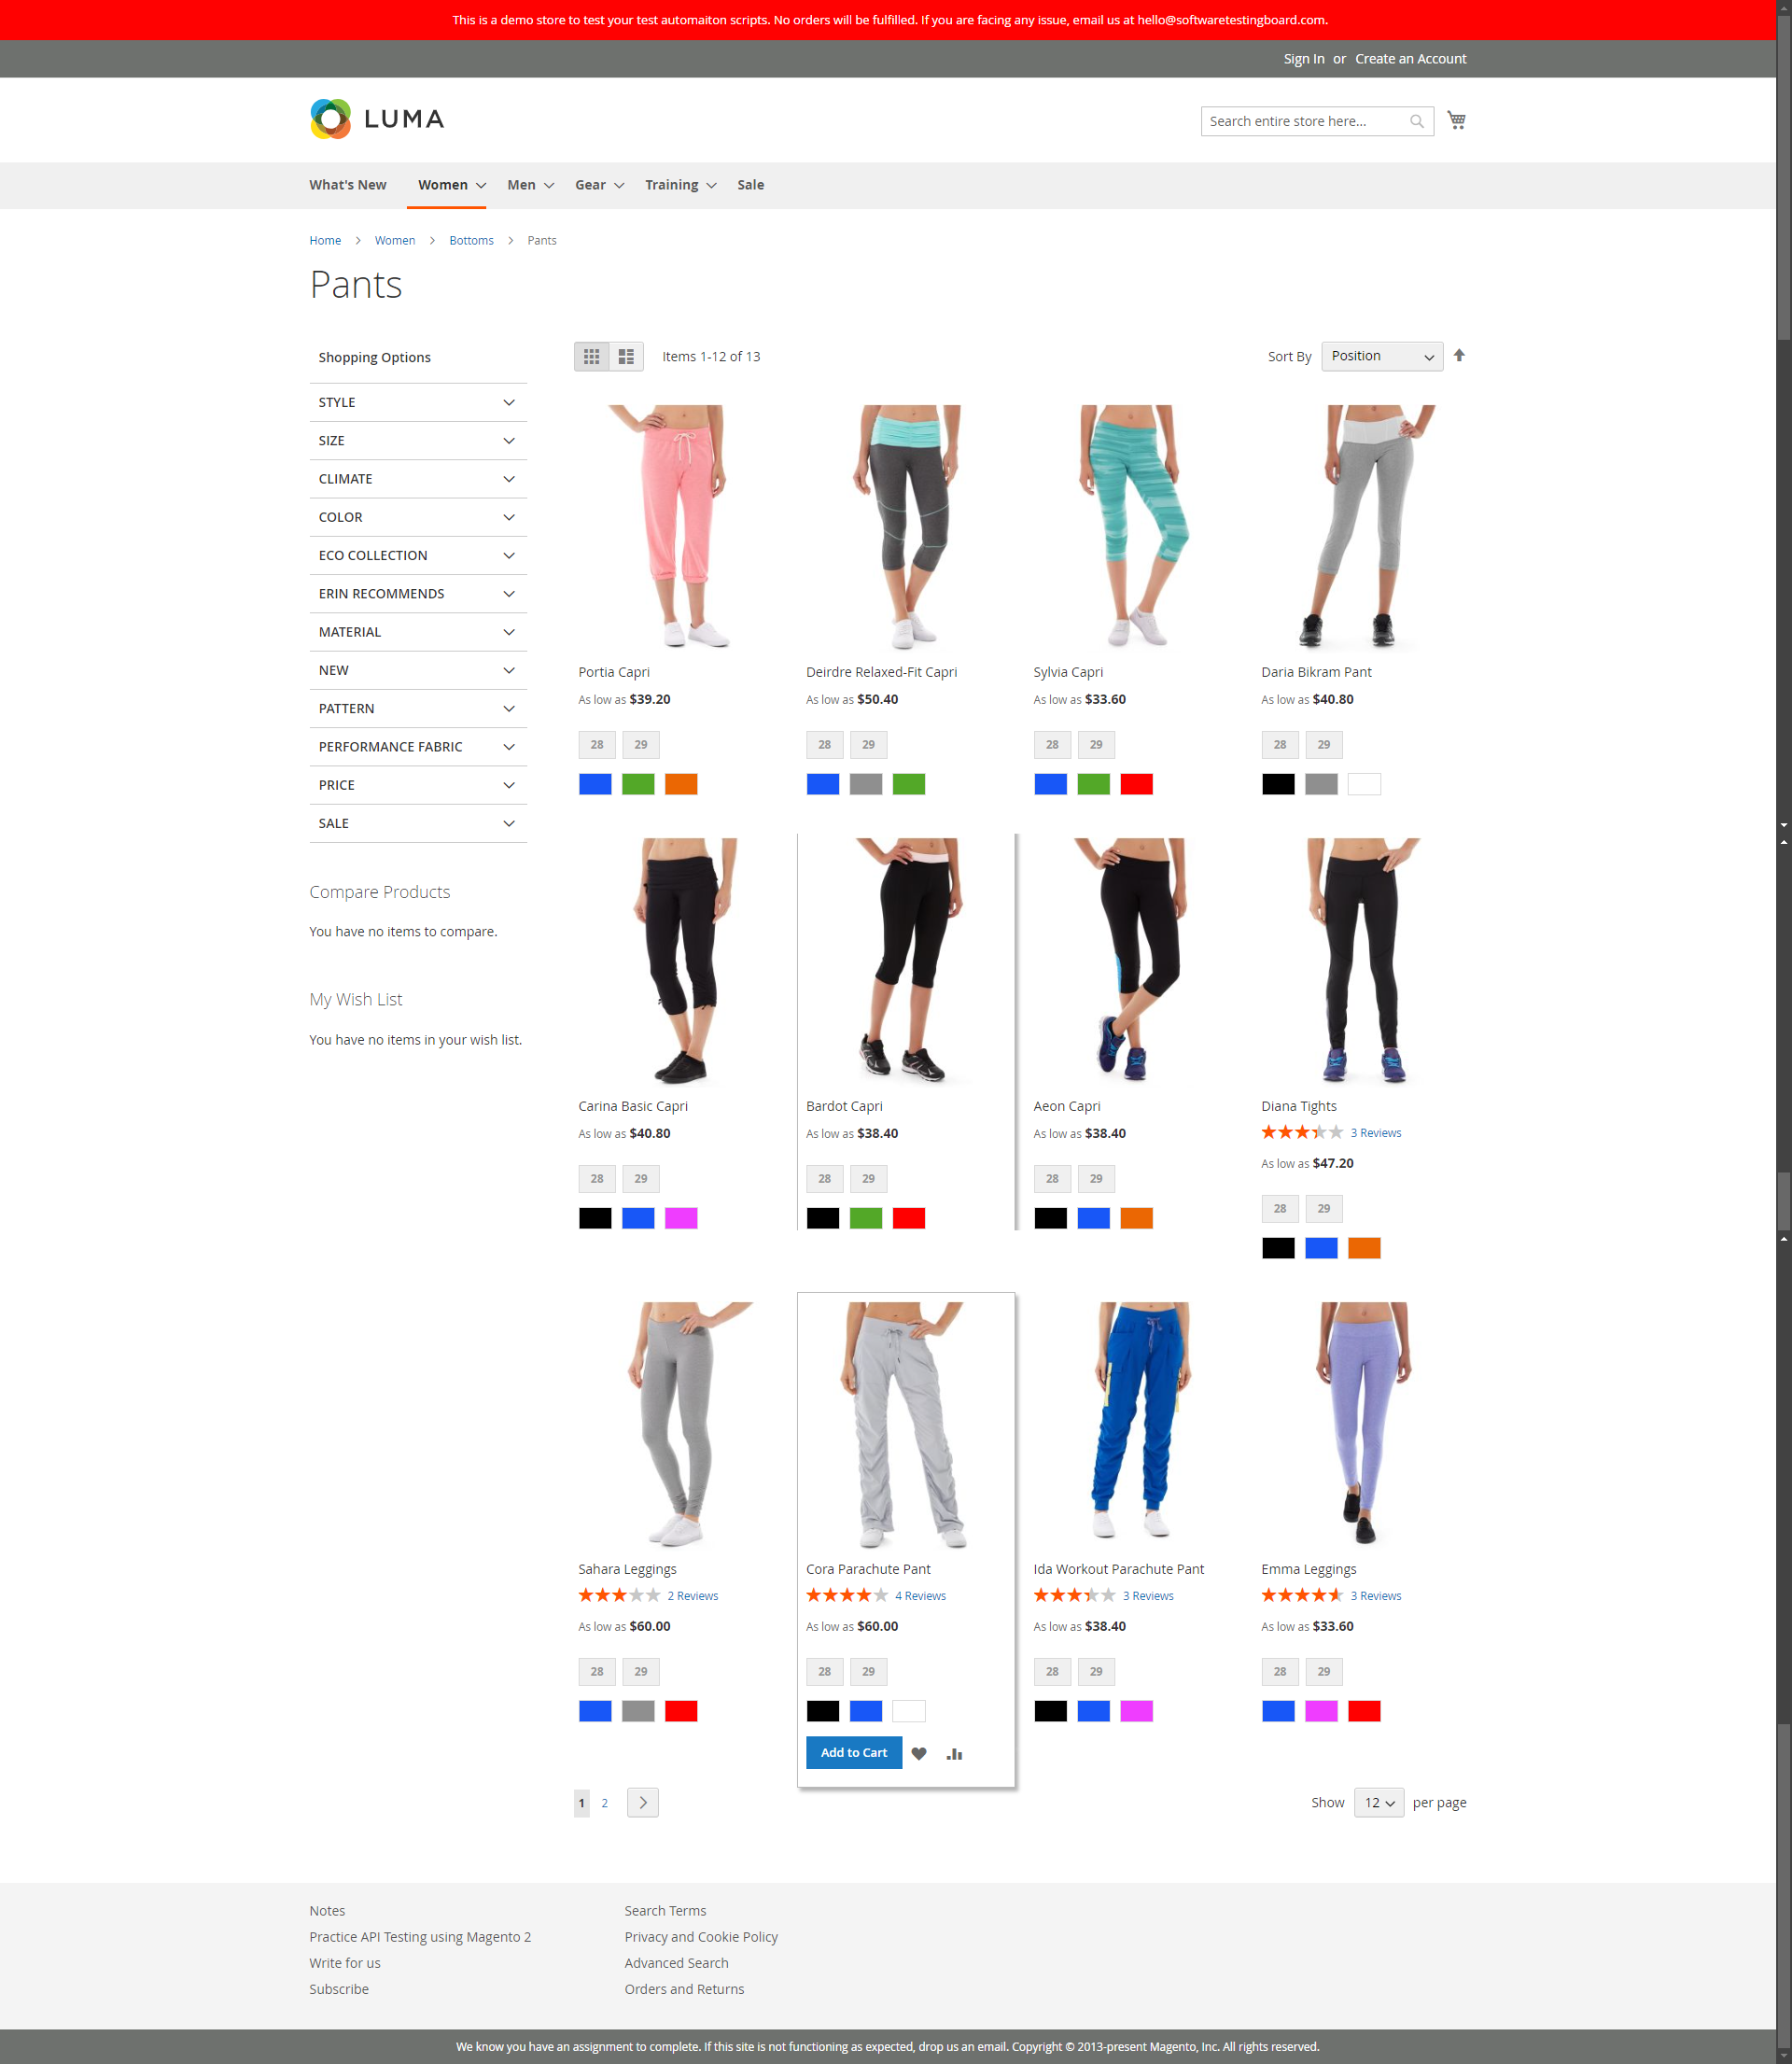 This is a demo store to test your test automaiton scripts. No orders will be fulfilled. If you are facing any issue, email us at hello@softwaretestingboard.com.
Sign In or Create an Account
LUMA
Search entire store here...
What's New Women Men Gear Training Sale
Home Women Bottoms Pants
Pants
Shopping Options
STYLE
SIZE
CLIMATE
COLOR
ECO COLLECTION
ERIN RECOMMENDS
MATERIAL
NEW
PATTERN
PERFORMANCE FABRIC
PRICE
SALE
Compare Products
You have no items to compare.
My Wish List
You have no items in your wish list.
Items 1-12 of 13
Sort By Position
Portia Capri
As low as $39.20
28 29
Deirdre Relaxed-Fit Capri
As low as $50.40
28 29
Sylvia Capri
As low as $33.60
28 29
Daria Bikram Pant
As low as $40.80
28 29
Carina Basic Capri
As low as $40.80
28 29
Bardot Capri
As low as $38.40
28 29
Aeon Capri
As low as $38.40
28 29
Diana Tights
3 Reviews
As low as $47.20
28 29
Sahara Leggings
2 Reviews
As low as $60.00
28 29
Cora Parachute Pant
4 Reviews
As low as $60.00
28 29
Add to Cart
Ida Workout Parachute Pant
3 Reviews
As low as $38.40
28 29
Emma Leggings
3 Reviews
As low as $33.60
28 29
1 2
Show 12 per page
Notes
Practice API Testing using Magento 2
Write for us
Subscribe
Search Terms
Privacy and Cookie Policy
Advanced Search
Orders and Returns
We know you have an assignment to complete. If this site is not functioning as expected, drop us an email. Copyright © 2013-present Magento, Inc. All rights reserved.